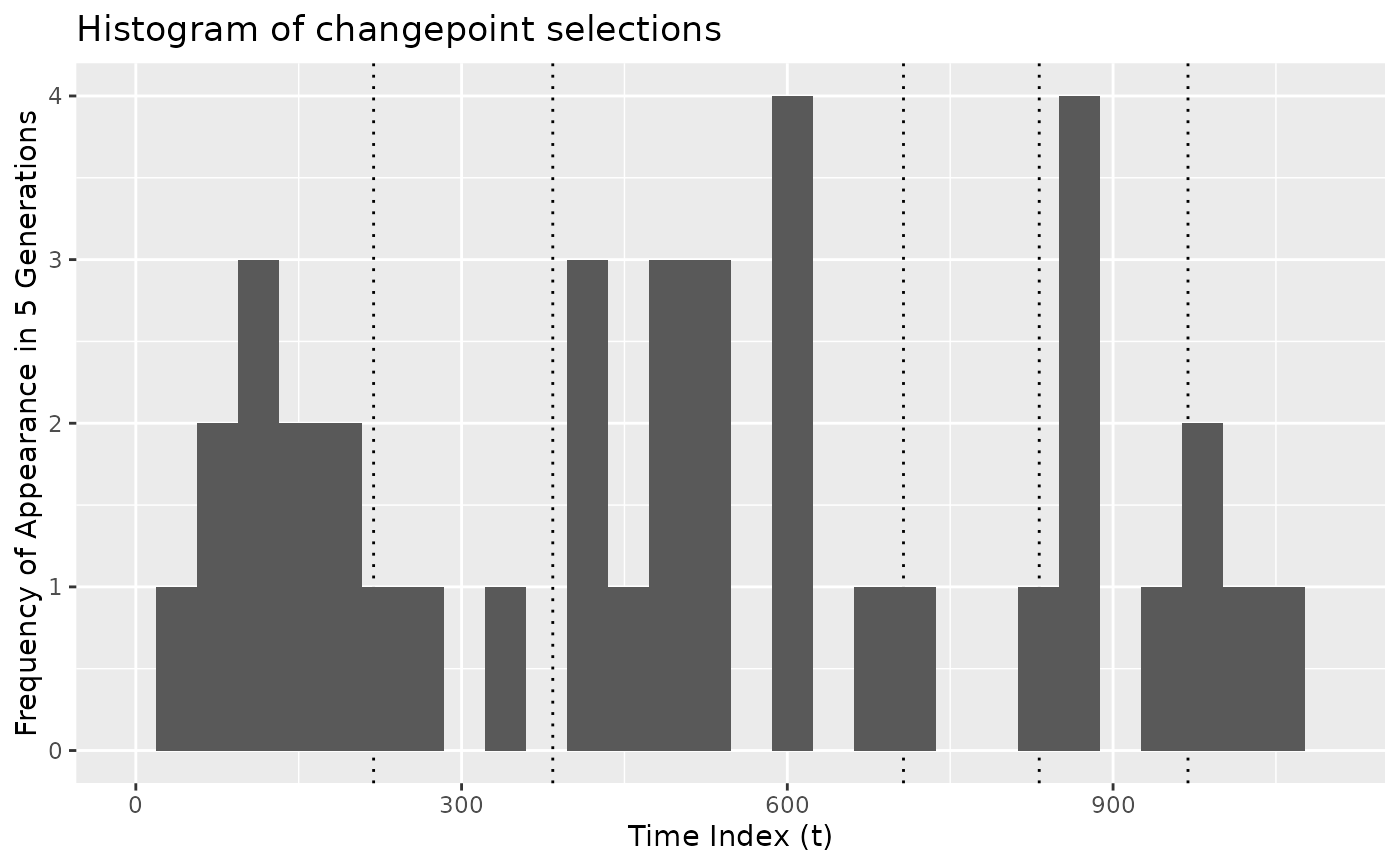 Histogram of changepoint selections
Frequency of Appearance in 5 Generations
4
3
2
1
0
0 300 600 900
Time Index (t)